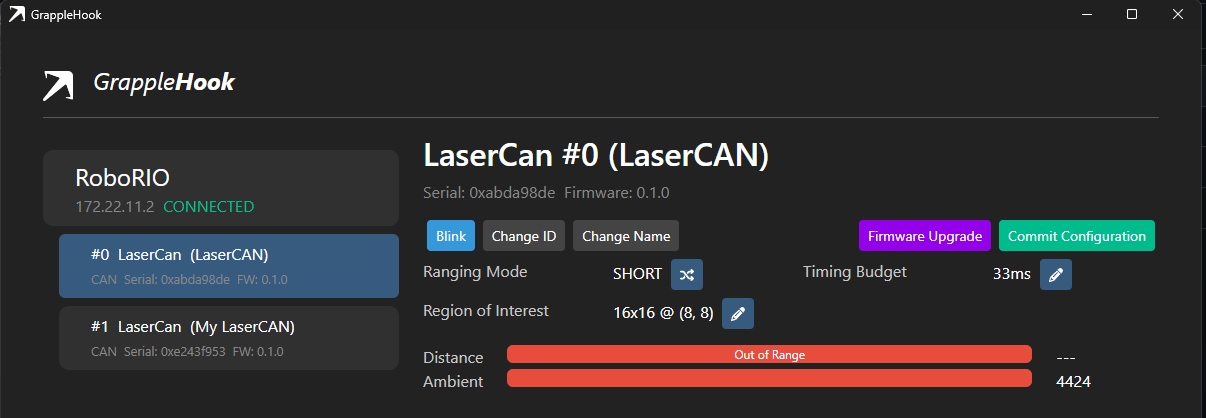 GrappleHook
GrappleHook
RoboRIO
172.22.11.2 CONNECTED
#0 LaserCan (LaserCAN)
CAN Serial: 0xabda98de FW: 0.1.0
#1 LaserCan (My LaserCAN)
CAN Serial: 0xe243f953 FW: 0.1.0
LaserCan #0 (LaserCAN)
Serial: 0xabda98de Firmware: 0.1.0
Blink Change ID Change Name Firmware Upgrade Commit Configuration
Ranging Mode SHORT Timing Budget 33ms
Region of Interest 16x16 @ (8, 8)
Distance Out of Range ---
Ambient 4424